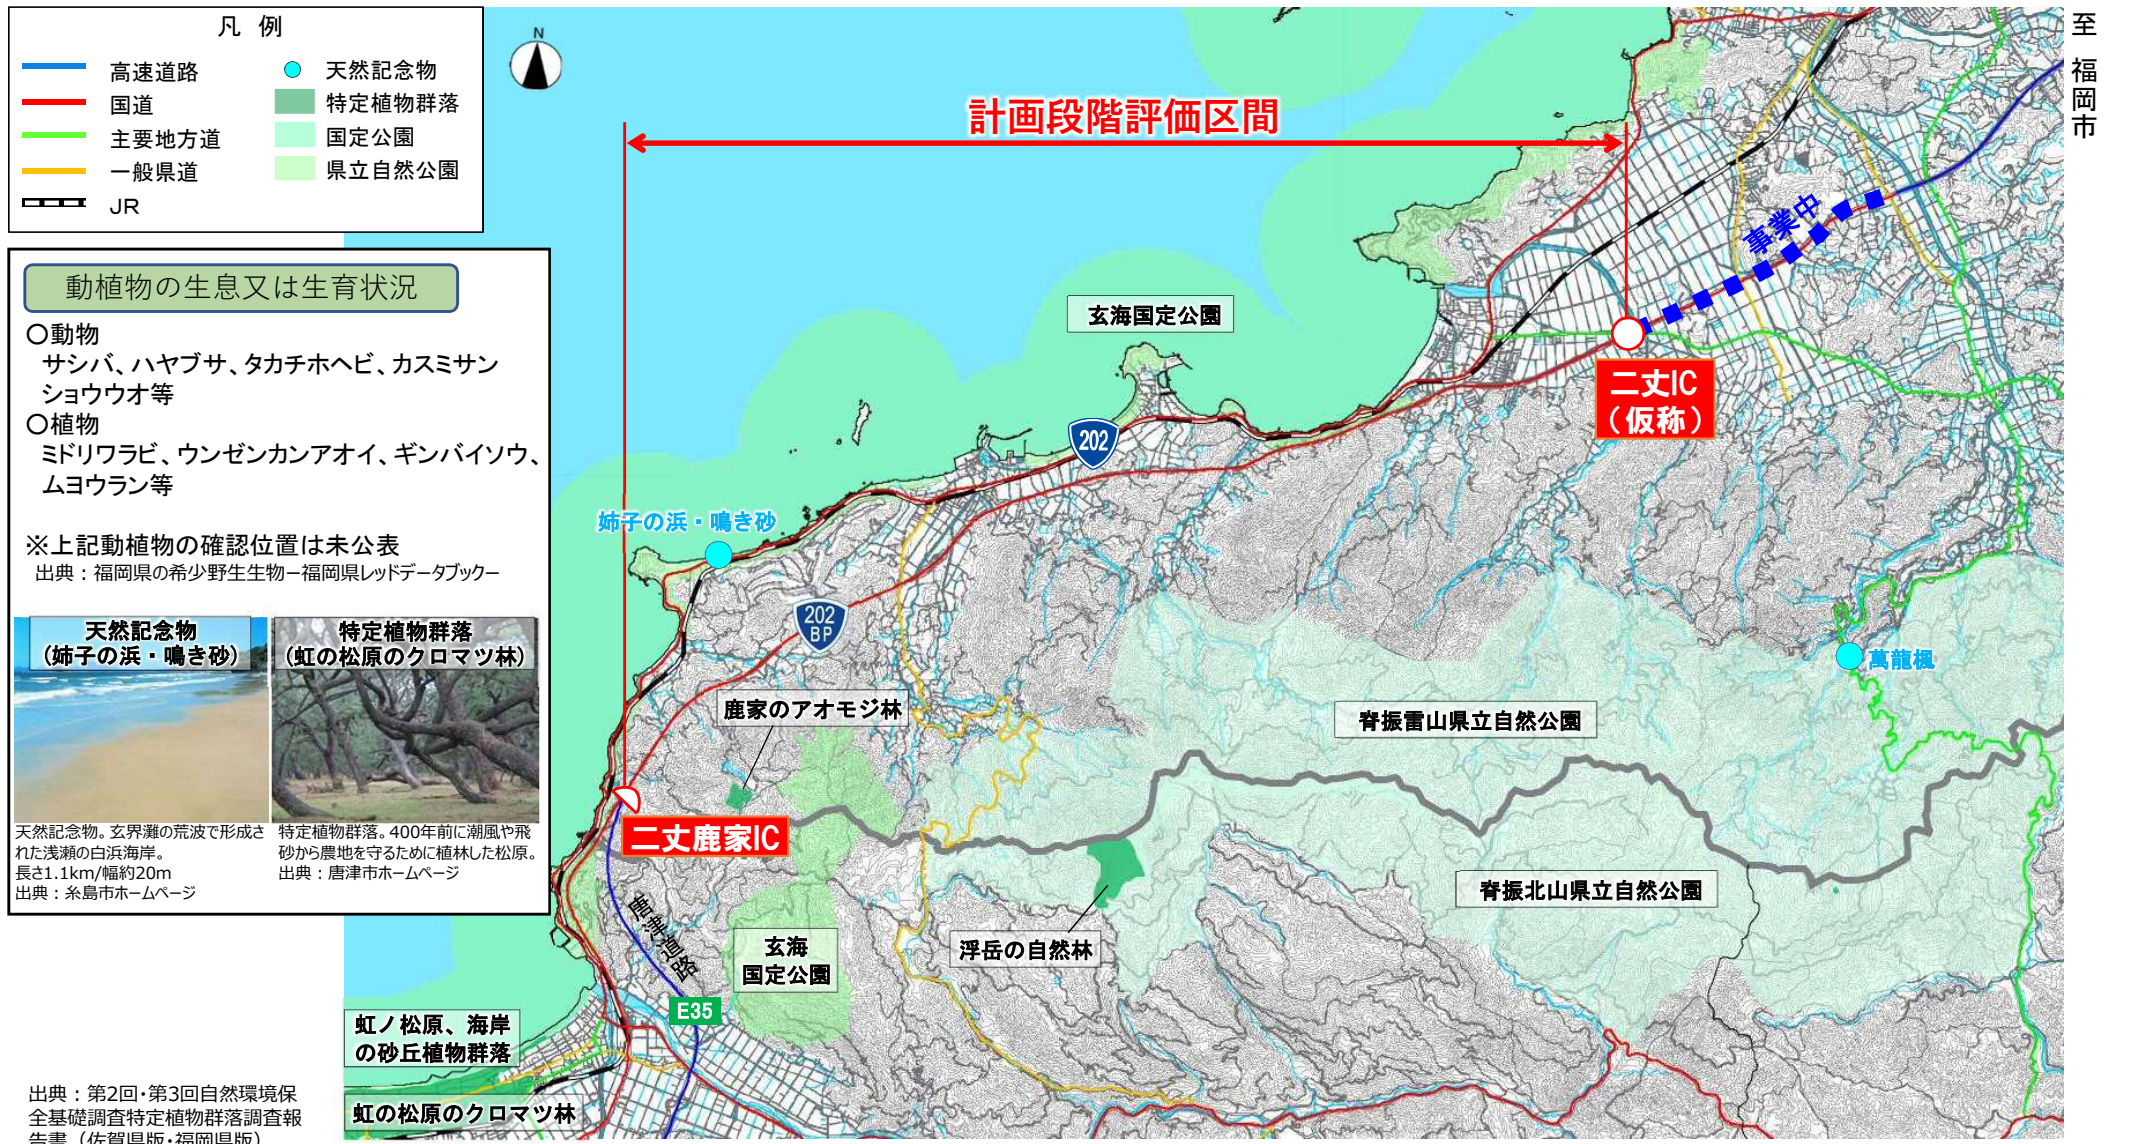 凡 例
高速道路
国道
主要地方道
一般県道
JR
天然記念物
特定植物群落
国定公園
県立自然公園
N
計画段階評価区間
至 福岡市
事業中
動植物の生息又は生育状況
〇動物
サシバ、ハヤブサ、タカチホヘビ、カスミサン
ショウウオ等
〇植物
ミドリワラビ、ウンゼンカンアオイ、ギンバイソウ、
ムヨウラン等
※上記動植物の確認位置は未公表
出典：福岡県の希少野生生物－福岡県レッドデータブック－
天然記念物
（姉子の浜・鳴き砂）
天然記念物。玄界灘の荒波で形成さ
れた浅瀬の白浜海岸。
長さ1.1km/幅約20m
出典：糸島市ホームページ
特定植物群落
（虹の松原のクロマツ林）
特定植物群落。400年前に潮風や飛
砂から農地を守るために植林した松原。
出典：唐津市ホームページ
玄海国定公園
二丈IC
（仮称）
202
姉子の浜・鳴き砂
202
BP
萬龍楓
鹿家のアオモジ林
脊振雷山県立自然公園
二丈鹿家IC
脊振北山県立自然公園
唐津道路
玄海
国定公園
浮岳の自然林
E35
虹ノ松原、海岸
の砂丘植物群落
虹の松原のクロマツ林
出典：第2回・第3回自然環境保
全基礎調査特定植物群落調査報
告書（佐賀県版・福岡県版）